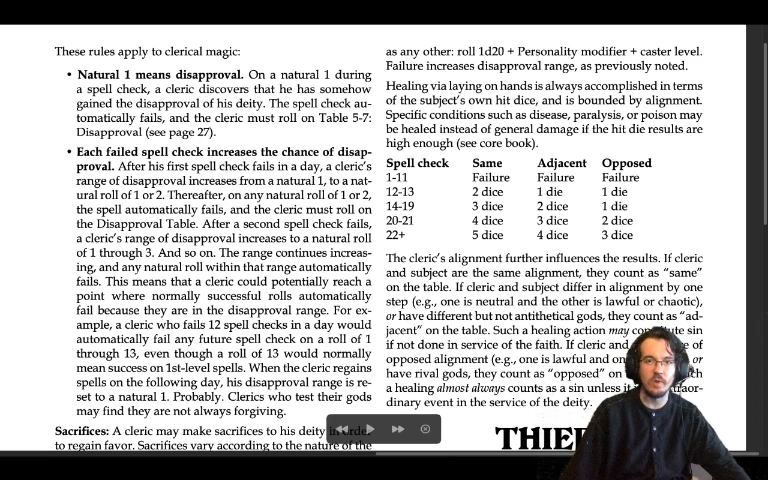 These rules apply to clerical magic:
• Natural 1 means disapproval. On a natural 1 during
a spell check, a cleric discovers that he has somehow
gained the disapproval of his deity. The spell check au-
tomatically fails, and the cleric must roll on Table 5-7:
Disapproval (see page 27).
• Each failed spell check increases the chance of disap-
proval. After his first spell check fails in a day, a cleric's
range of disapproval increases from a natural 1, to a nat-
ural roll of 1 or 2. Thereafter, on any natural roll of 1 or 2,
the spell automatically fails, and the cleric must roll on the
Disapproval Table. After a second spell check fails,
a cleric's range of disapproval increases to a natural roll
of 1 through 3. And so on. The range continues increas-
ing, and any natural roll within that range automatically
fails. This means that a cleric could potentially reach a
point where normally successful rolls automatically
fail because they are in the disapproval range. For ex-
ample, a cleric who fails 12 spell checks in a day would
automatically fail any future spell check on a roll of 1
through 13, even though a roll of 13 would normally
mean success on 1st-level spells. When the cleric regains
spells on the following day, his disapproval range is re-
set to a natural 1. Probably. Clerics who test their gods
may find they are not always forgiving.
Sacrifices: A cleric may make sacrifices to his deity in order
to regain favor. Sacrifices vary according to the nature of the
as any other: roll 1d20 + Personality modifier + caster level.
Failure increases disapproval range, as previously noted.
Healing via laying on hands is always accomplished in terms
of the subject's own hit dice, and is bounded by alignment.
Specific conditions such as disease, paralysis, or poison may
be healed instead of general damage if the hit die results are
high enough (see core book).
Spell check Same Adjacent Opposed
1-11 Failure Failure Failure
12-13 2 dice 1 die 1 die
14-19 3 dice 2 dice 1 die
20-21 4 dice 3 dice 2 dice
22+ 5 dice 4 dice 3 dice
The cleric's alignment further influences the results. If cleric
and subject are the same alignment, they count as "same"
on the table. If cleric and subject differ in alignment by one
step (e.g., one is neutral and the other is lawful or chaotic),
or have different but not antithetical gods, they count as "ad-
jacent" on the table. Such a healing action may constitute sin
if not done in service of the faith. If cleric and of
opposed alignment (e.g., one is lawful and or
have rival gods, they count as "opposed" on
a healing almost always counts as a sin unless
dinary event in the service of the deity.